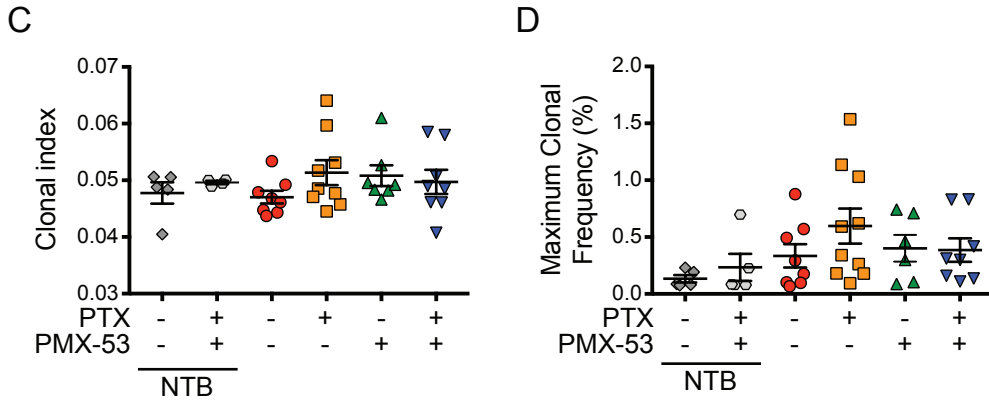 C
Clonal index
0.07
0.06
0.05
0.04
0.03
PTX - + - + - +
PMX-53 - + - - + +
NTB
D
Maximum Clonal
Frequency (%)
2.0
1.5
1.0
0.5
0.0
PTX - + - + - +
PMX-53 - + - - + +
NTB